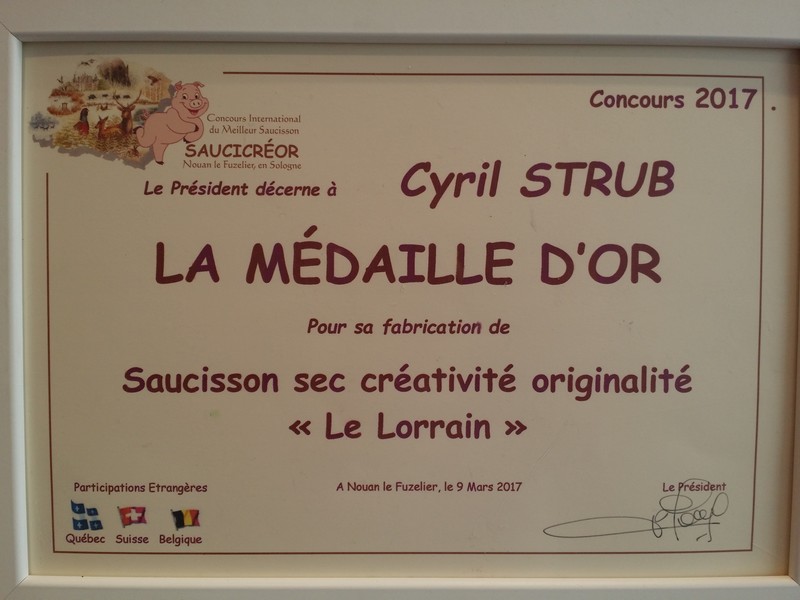 Concours International
du Meilleur Saucisson
SAUCICRÉOR
Nouan le Fuzelier, en Sologne
Concours 2017 .
Le Président décerne à
Cyril STRUB
LA MÉDAILLE D'OR
Pour sa fabrication de
Saucisson sec créativité originalité
« Le Lorrain »
Participations Etrangères
A Nouan le Fuzelier, le 9 Mars 2017
Le Président
Québec Suisse Belgique